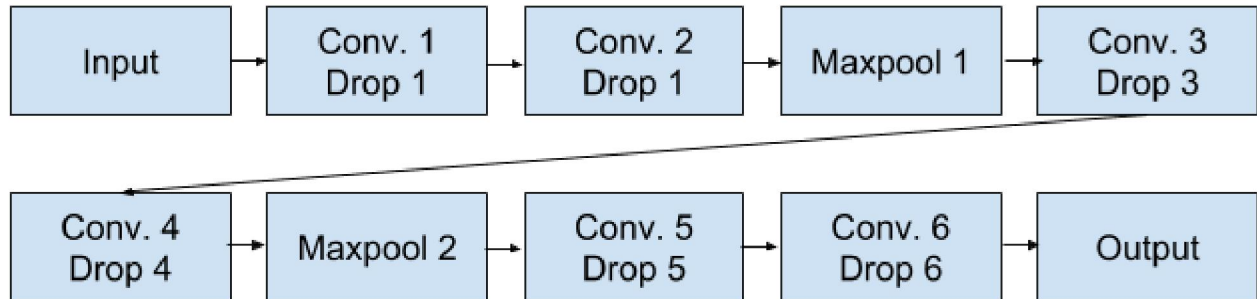 Input
Conv. 1
Drop 1
Conv. 2
Drop 1
Maxpool 1
Conv. 3
Drop 3
Conv. 4
Drop 4
Maxpool 2
Conv. 5
Drop 5
Conv. 6
Drop 6
Output